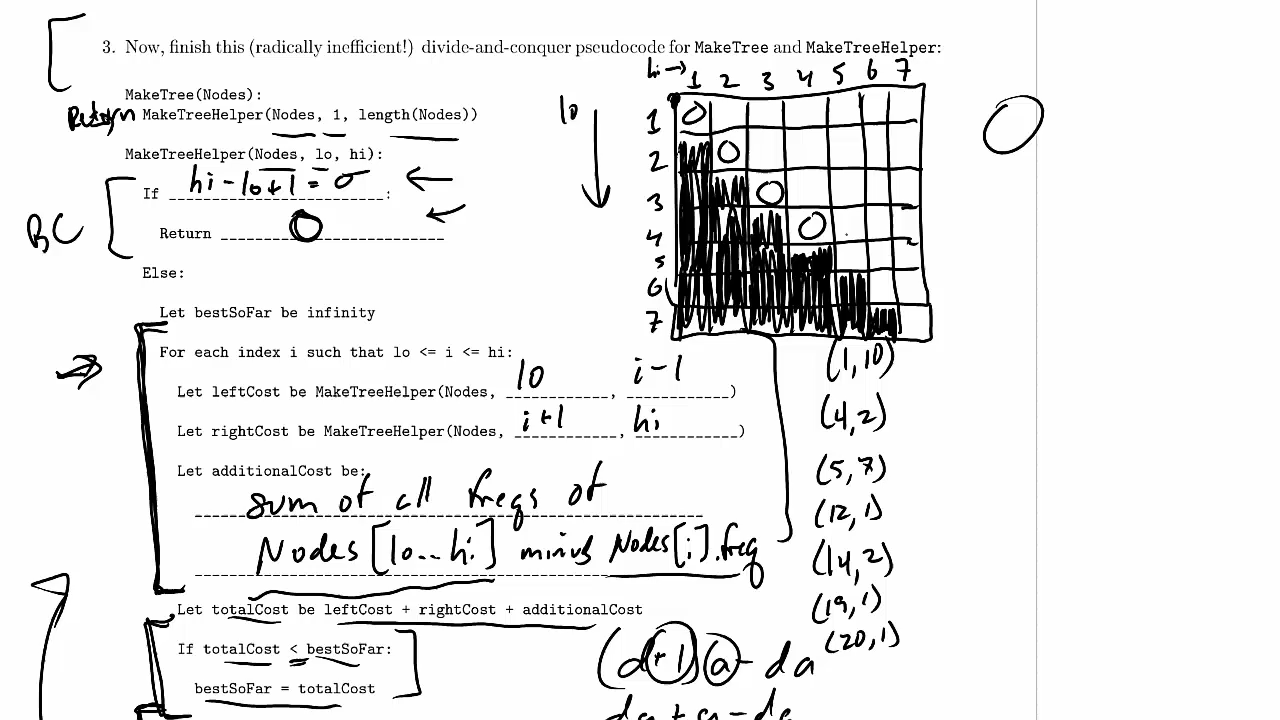 3. Now, finish this (radically inefficient!) divide-and-conquer pseudocode for MakeTree and MakeTreeHelper:
MakeTree(Nodes):
Return MakeTreeHelper(Nodes, 1, length(Nodes))
MakeTreeHelper(Nodes, lo, hi):
If hi-lo+1 = 0:
BC
Return 0
Else:
Let bestSoFar be infinity
For each index i such that lo <= i <= hi:
Let leftCost be MakeTreeHelper(Nodes, lo, i-1)
Let rightCost be MakeTreeHelper(Nodes, i+1, hi)
Let additionalCost be:
sum of all freqs of
Nodes[lo..hi] minus Nodes[i].freq
Let totalCost be leftCost + rightCost + additionalCost
If totalCost < bestSoFar:
bestSoFar = totalCost
hi → 1 2 3 4 5 6 7
lo
1 0
2 0
3 0
4 0
5
6
7
(1,10)
(4,2)
(5,7)
(12,1)
(14,2)
(19,1)
(20,1)
(d+1)a - da
da + a - da